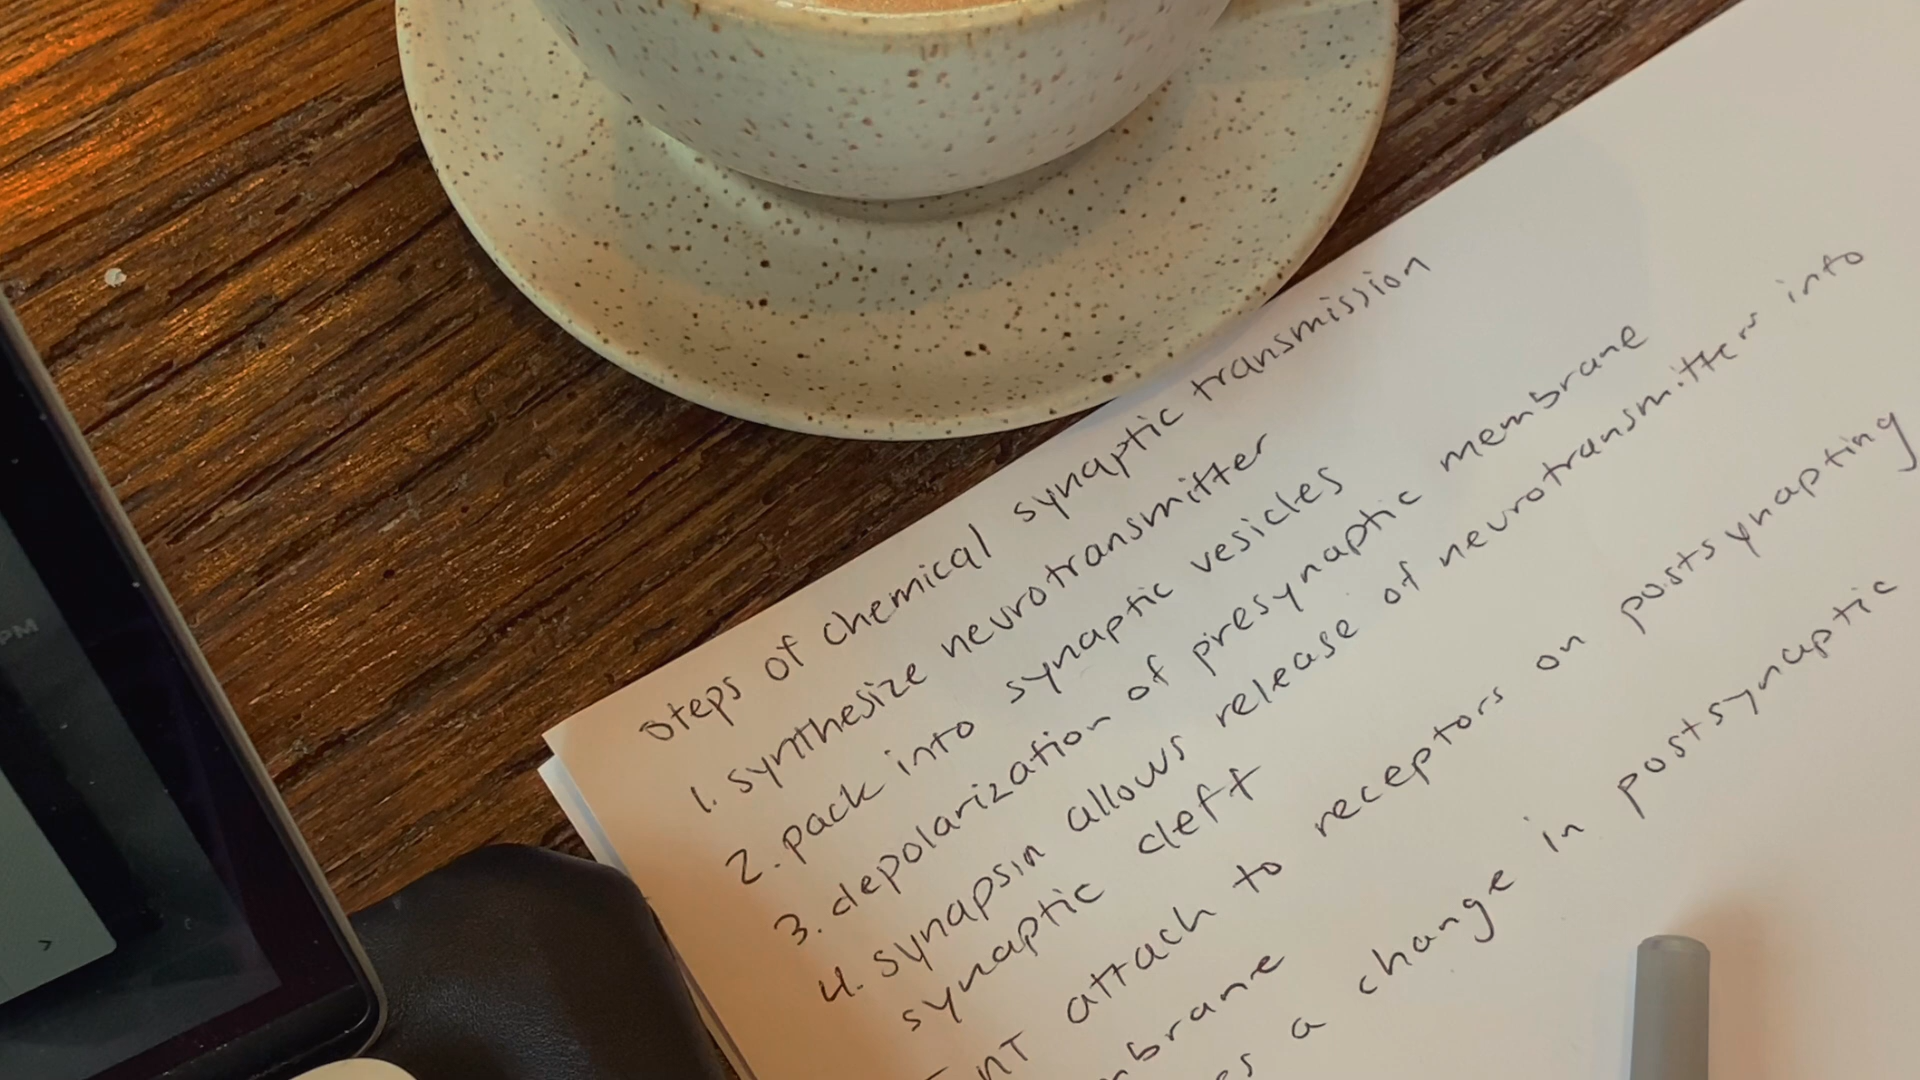 PM
Steps of chemical synaptic transmission
1. synthesize neurotransmitter
2. pack into synaptic vesicles
3. depolarization of presynaptic membrane
4. synapsin allows release of neurotransmitter into
synaptic cleft
NT attach to receptors on postsynapting
a change in postsynaptic